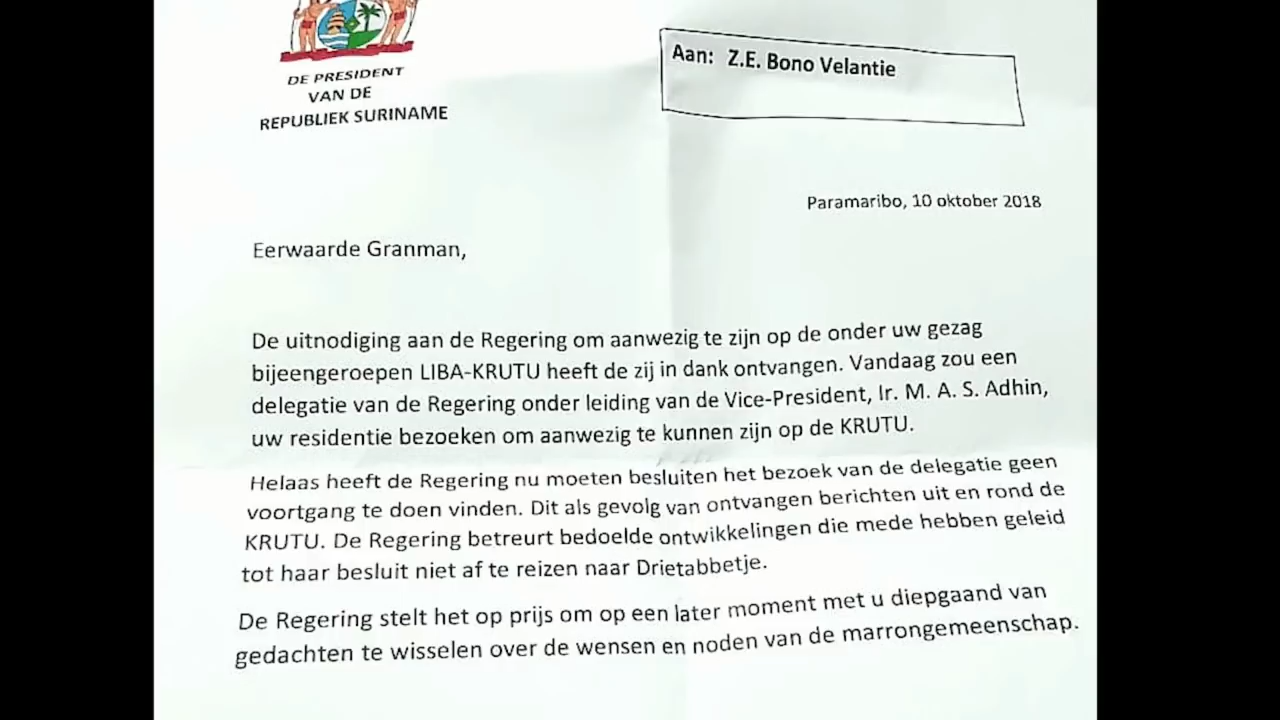 DE PRESIDENT
VAN DE
REPUBLIEK SURINAME
Aan: Z.E. Bono Velantie
Paramaribo, 10 oktober 2018
Eerwaarde Granman,
De uitnodiging aan de Regering om aanwezig te zijn op de onder uw gezag
bijeengeroepen LIBA-KRUTU heeft de zij in dank ontvangen. Vandaag zou een
delegatie van de Regering onder leiding van de Vice-President, Ir. M. A. S. Adhin,
uw residentie bezoeken om aanwezig te kunnen zijn op de KRUTU.
Helaas heeft de Regering nu moeten besluiten het bezoek van de delegatie geen
voortgang te doen vinden. Dit als gevolg van ontvangen berichten uit en rond de
KRUTU. De Regering betreurt bedoelde ontwikkelingen die mede hebben geleid
tot haar besluit niet af te reizen naar Drietabbetje.
De Regering stelt het op prijs om op een later moment met u diepgaand van
gedachten te wisselen over de wensen en noden van de marrongemeenschap.